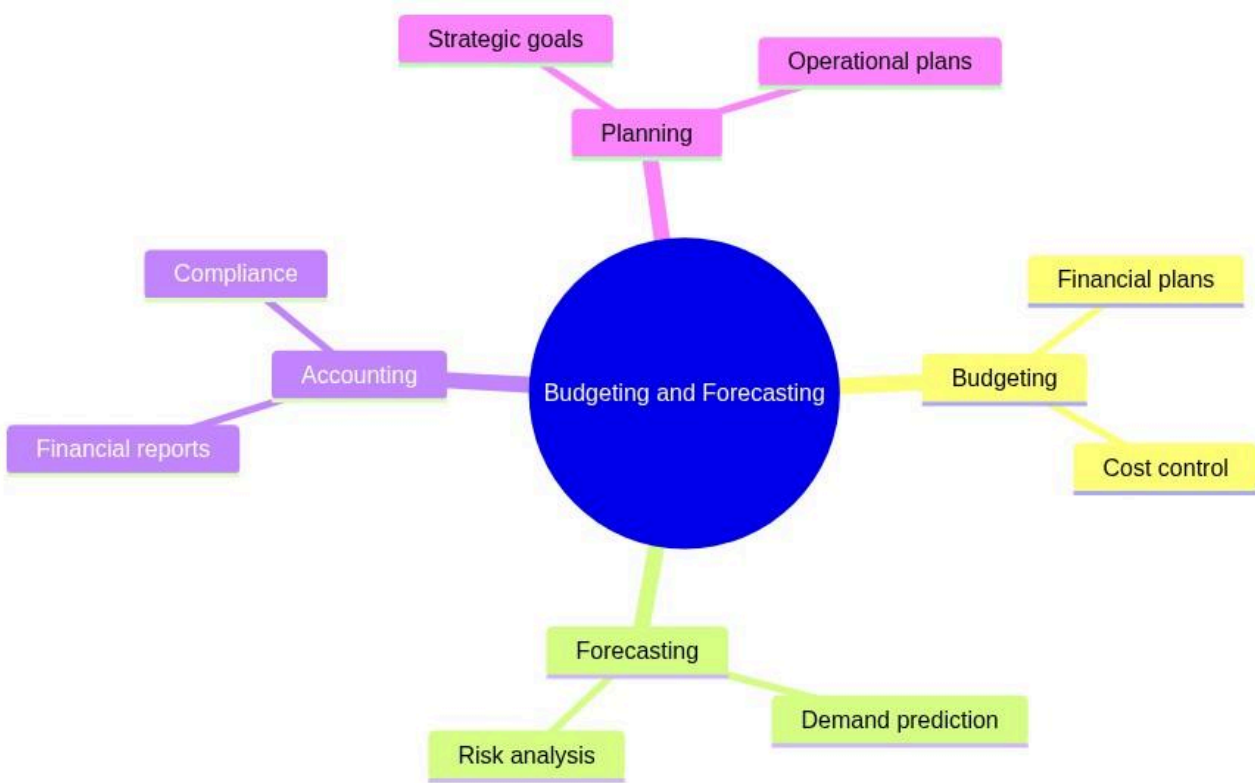 Strategic goals
Operational plans
Planning
Compliance
Financial plans
Accounting
Budgeting
Budgeting and Forecasting
Financial reports
Cost control
Forecasting
Demand prediction
Risk analysis